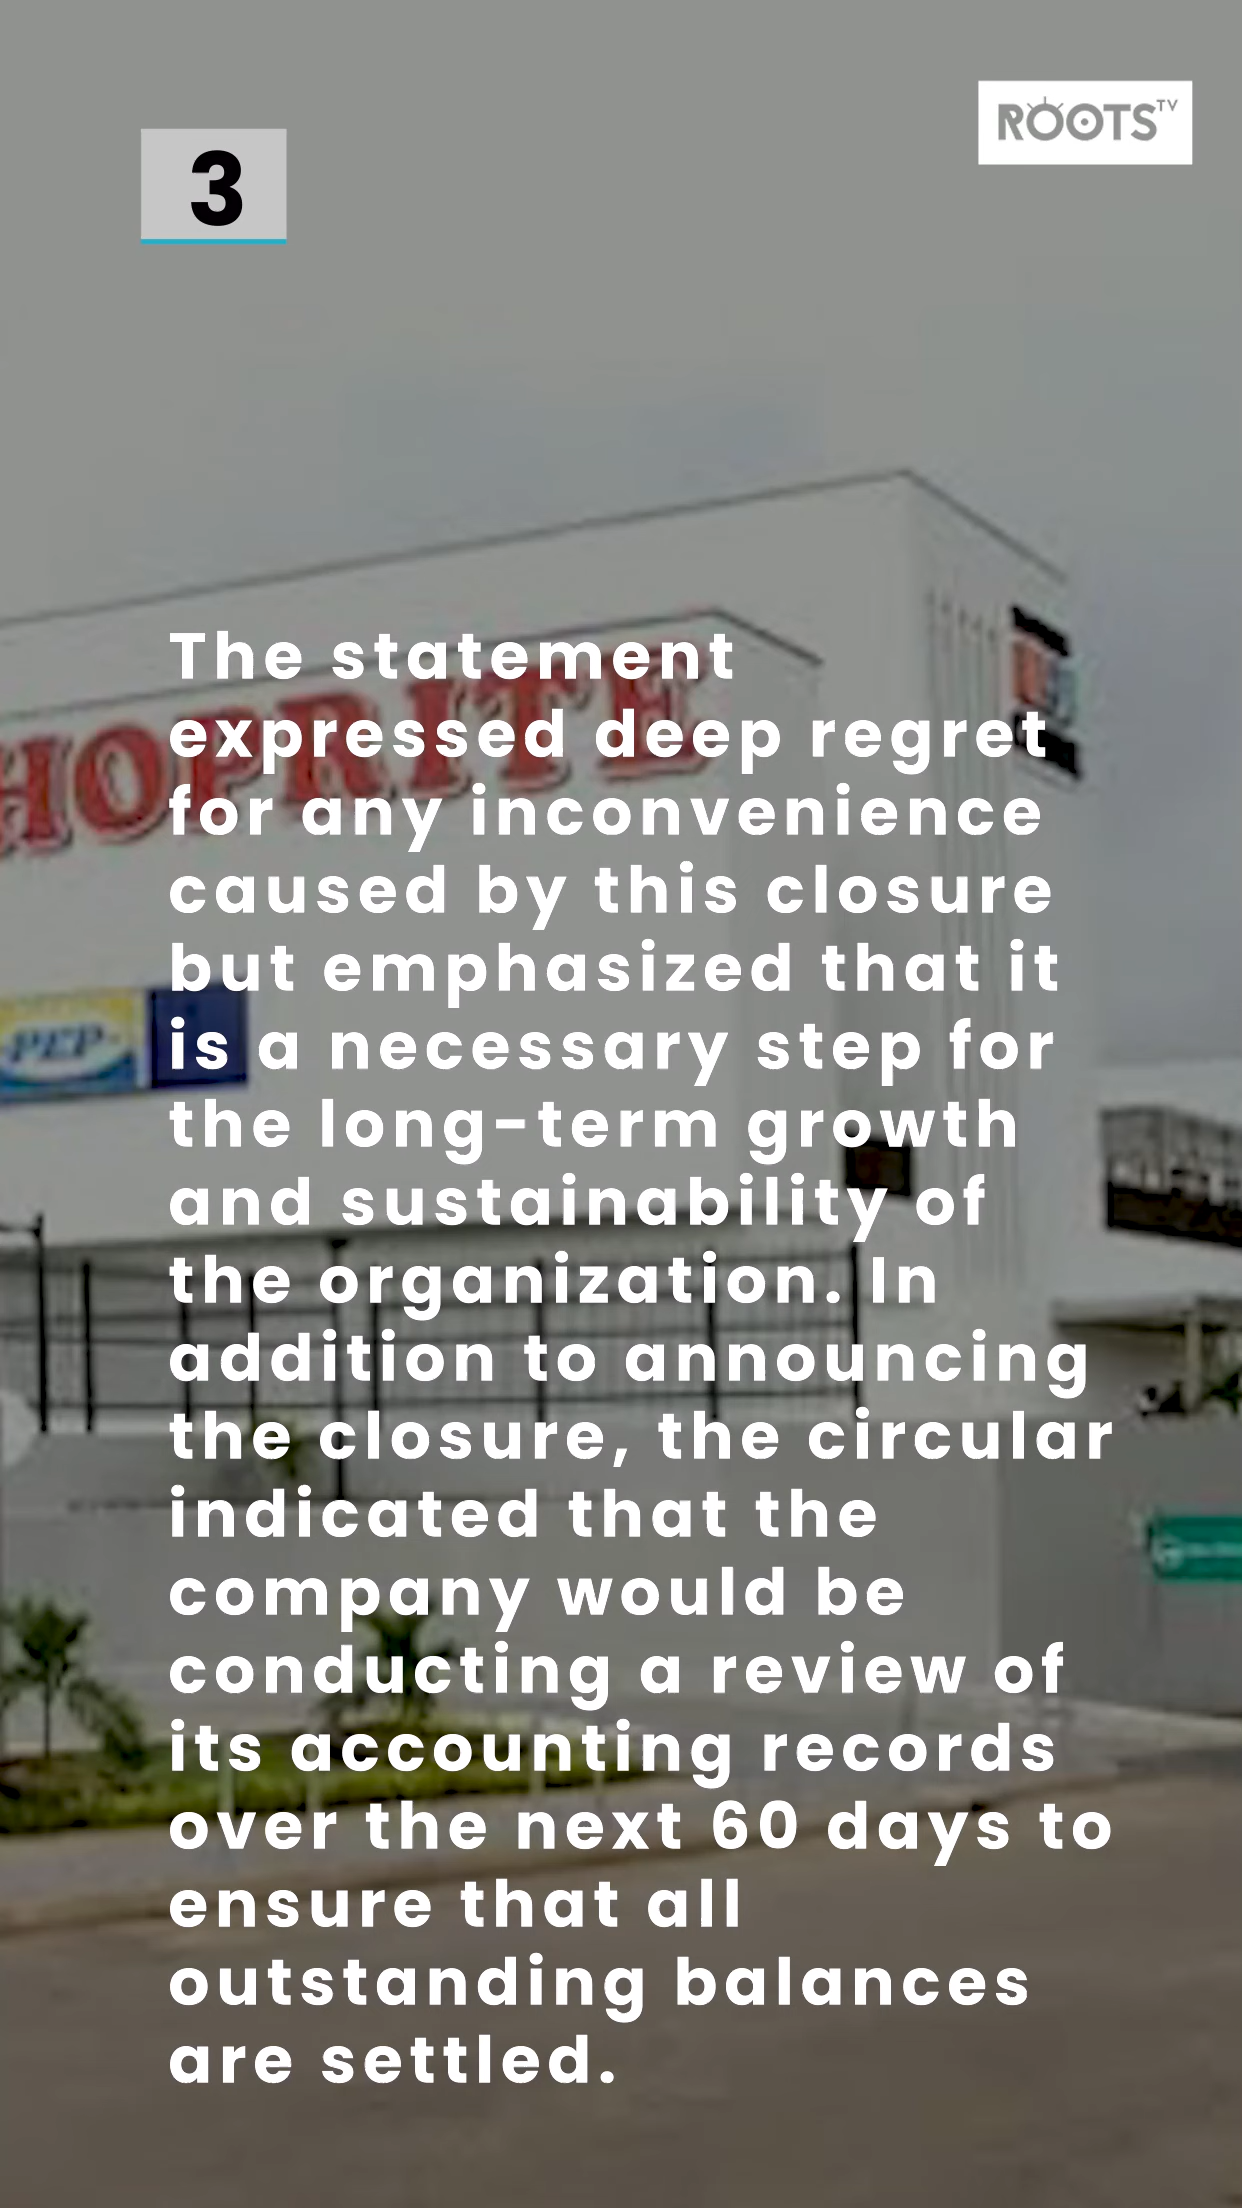 ROOTS TV
3
HOPRITE
PEP
The statement
expressed deep regret
for any inconvenience
caused by this closure
but emphasized that it
is a necessary step for
the long-term growth
and sustainability of
the organization. In
addition to announcing
the closure, the circular
indicated that the
company would be
conducting a review of
its accounting records
over the next 60 days to
ensure that all
outstanding balances
are settled.